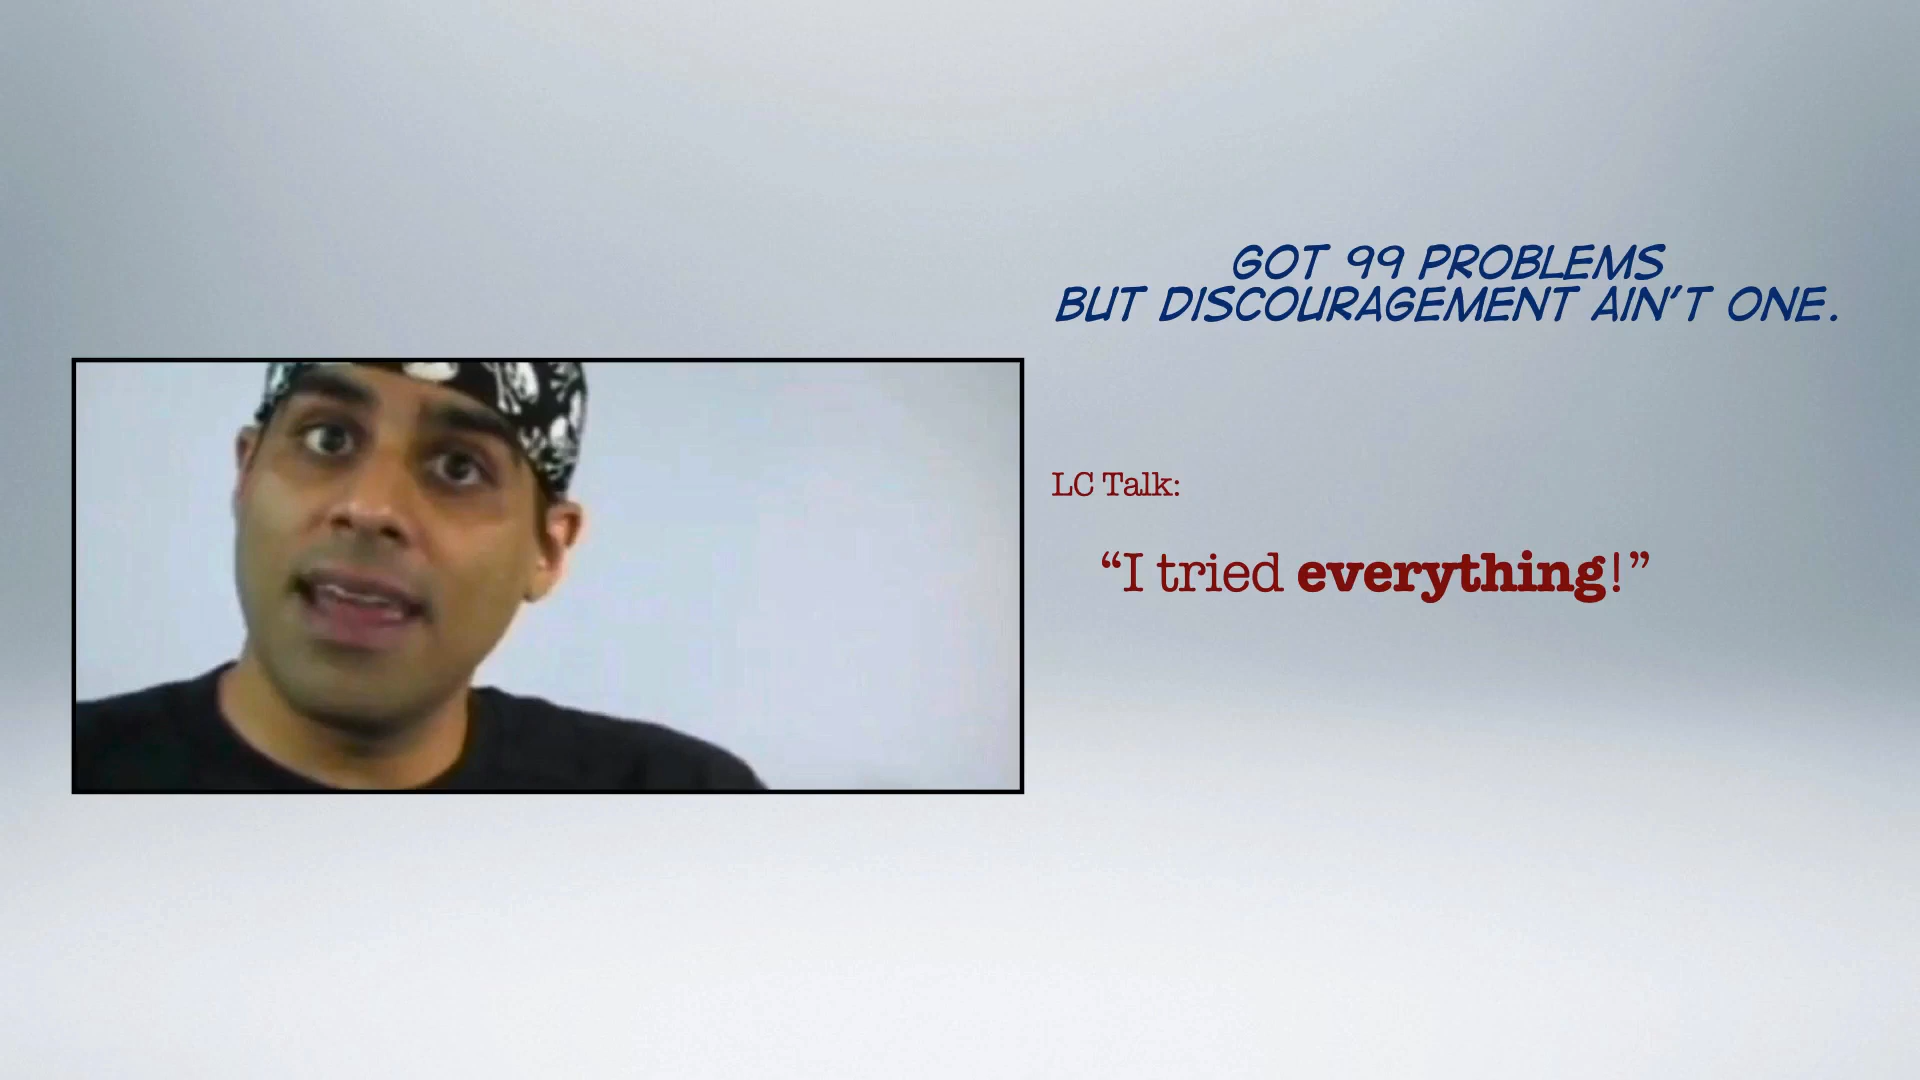 GOT 99 PROBLEMS
BUT DISCOURAGEMENT AIN'T ONE.
LC Talk:
“I tried everything!”